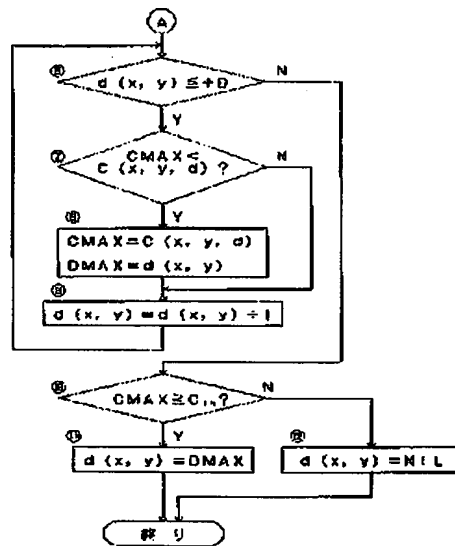 A
⑥ d (x, y) ≦+D N
Y
⑦ CMAX< N
C (x, y, d) ?
Y
⑧
CMAX=C (x, y, d)
DMAX=d (x, y)
⑨
d (x, y) =d (x, y) +1
⑩ CMAX≧C ? N
Y
⑪ ⑫
d (x, y) =DMAX d (x, y) =NIL
終り